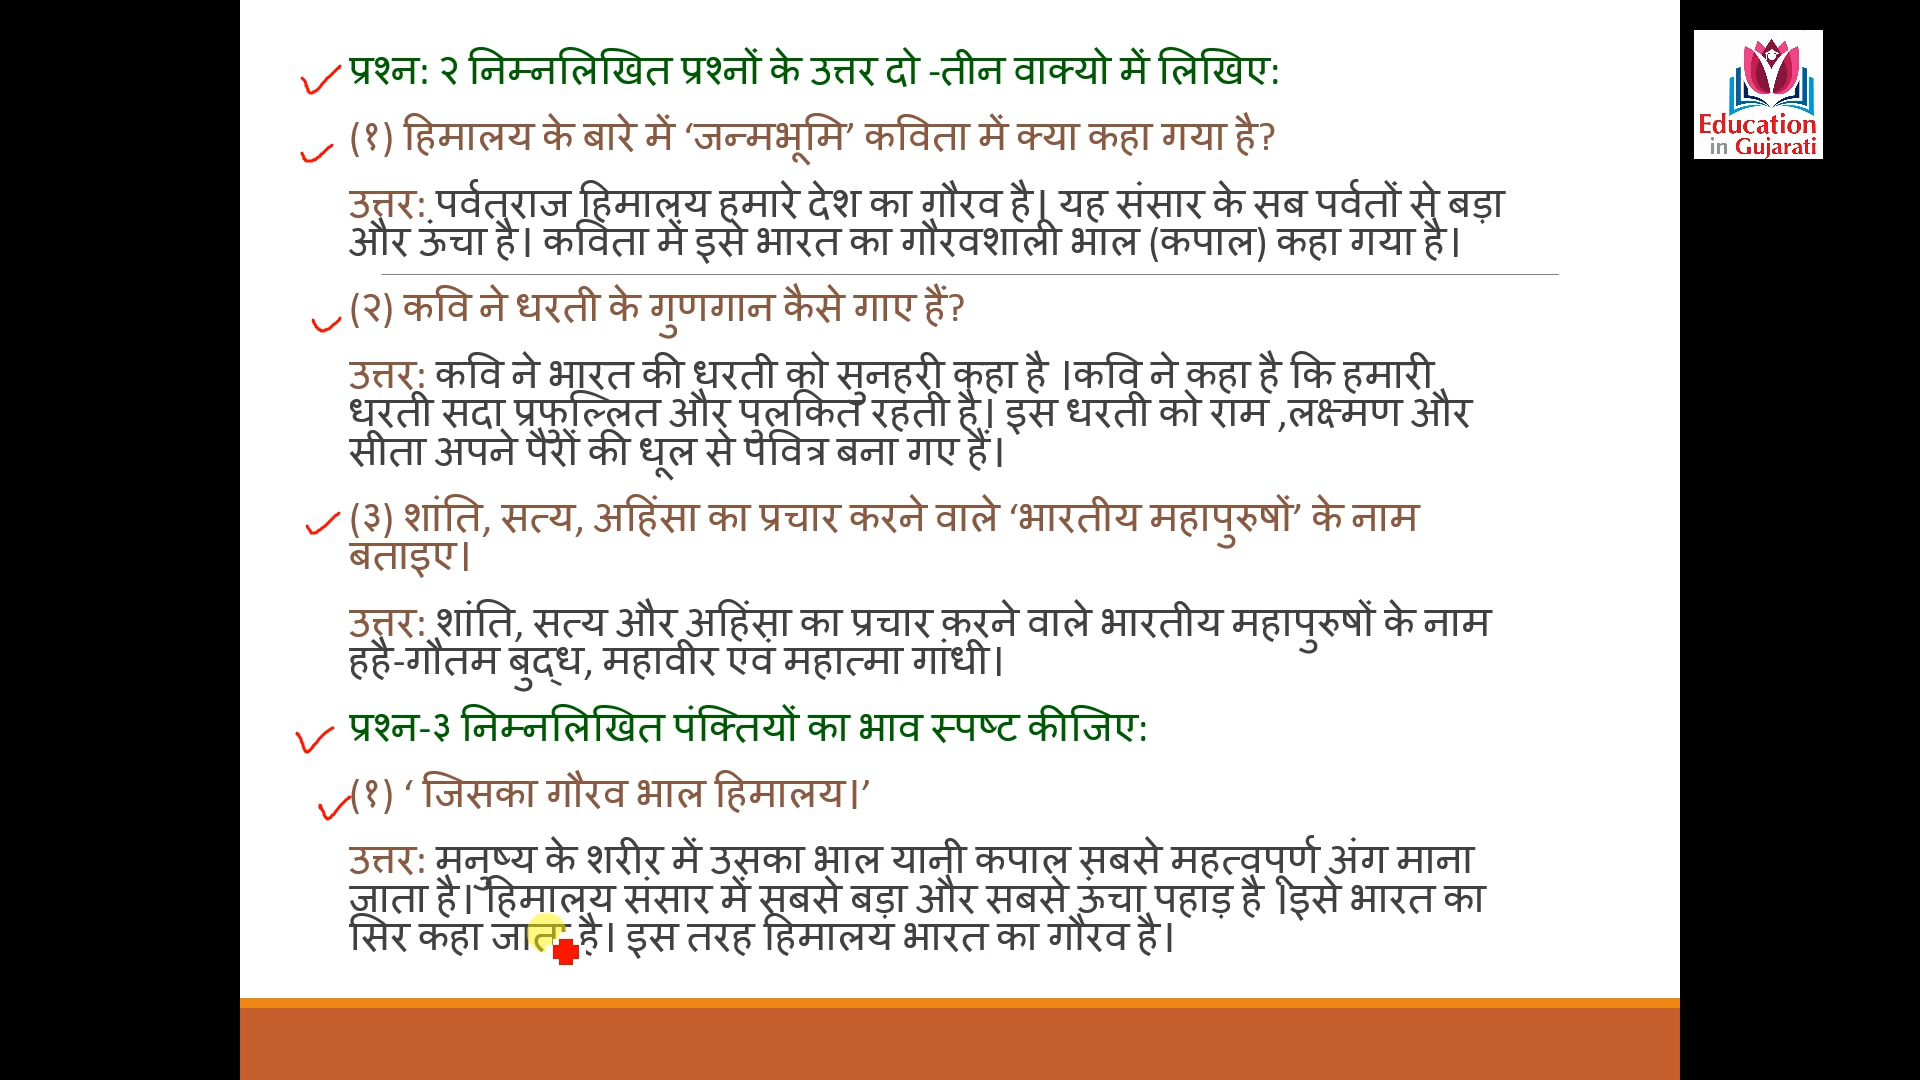 प्रश्न: २ निम्नलिखित प्रश्नों के उत्तर दो -तीन वाक्यो में लिखिए:
(१) हिमालय के बारे में ‘जन्मभूमि’ कविता में क्या कहा गया है?
उत्तर: पर्वतराज हिमालय हमारे देश का गौरव है। यह संसार के सब पर्वतों से बड़ा
और ऊंचा है। कविता में इसे भारत का गौरवशाली भाल (कपाल) कहा गया है।
(२) कवि ने धरती के गुणगान कैसे गाए हैं?
उत्तर: कवि ने भारत की धरती को सुनहरी कहा है ।कवि ने कहा है कि हमारी
धरती सदा प्रफुल्लित और पुलकित रहती है। इस धरती को राम ,लक्ष्मण और
सीता अपने पैरों की धूल से पवित्र बना गए हैं।
(३) शांति, सत्य, अहिंसा का प्रचार करने वाले ‘भारतीय महापुरुषों’ के नाम
बताइए।
उत्तर: शांति, सत्य और अहिंसा का प्रचार करने वाले भारतीय महापुरुषों के नाम
हहै-गौतम बुद्ध, महावीर एवं महात्मा गांधी।
प्रश्न-३ निम्नलिखित पंक्तियों का भाव स्पष्ट कीजिए:
(१) ‘ जिसका गौरव भाल हिमालय।’
उत्तर: मनुष्य के शरीर में उसका भाल यानी कपाल सबसे महत्वपूर्ण अंग माना
जाता है। हिमालय संसार में सबसे बड़ा और सबसे ऊंचा पहाड़ है ।इसे भारत का
सिर कहा जाता है। इस तरह हिमालय भारत का गौरव है।
Education
in Gujarati